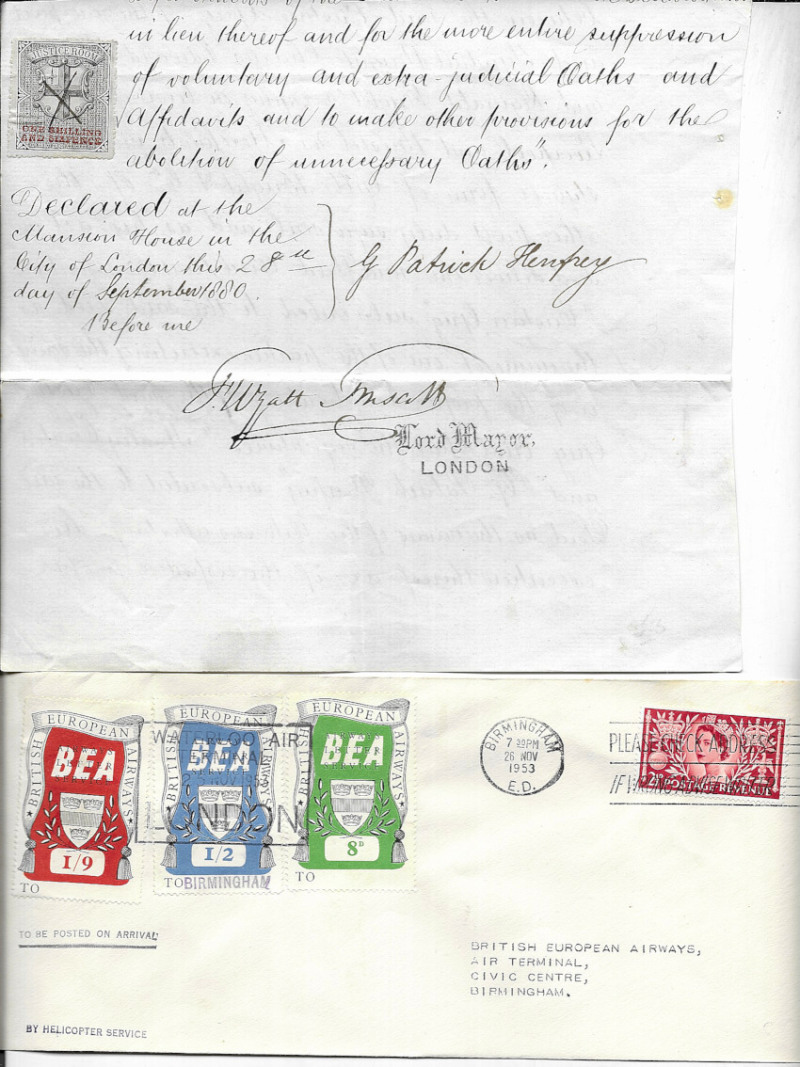 in lieu thereof and for the more entire suppression
of voluntary and extra-judicial Oaths and
Affidavits and to make other provisions for the
abolition of unnecessary Oaths".
JUSTICE ROOM
ONE SHILLING
AND SIXPENCE
Declared at the
Mansion House in the
City of London this 28th
day of September 1880.
Before me
G Patrick Henfrey
F. Wyatt Truscott
Lord Mayor,
LONDON
BRITISH EUROPEAN AIRWAYS
BEA
1/9
TO
BRITISH EUROPEAN AIRWAYS
BEA
1/2
TO BIRMINGHAM
BRITISH EUROPEAN AIRWAYS
BEA
8D
WATERLOO AIR
TERMINAL
LONDON
BIRMINGHAM
26 NOV
1953
E.D.
PLEASE CHECK ADDRESS
POSTAGE REVENUE
TO BE POSTED ON ARRIVAL
BRITISH EUROPEAN AIRWAYS,
AIR TERMINAL,
CIVIC CENTRE,
BIRMINGHAM.
BY HELICOPTER SERVICE